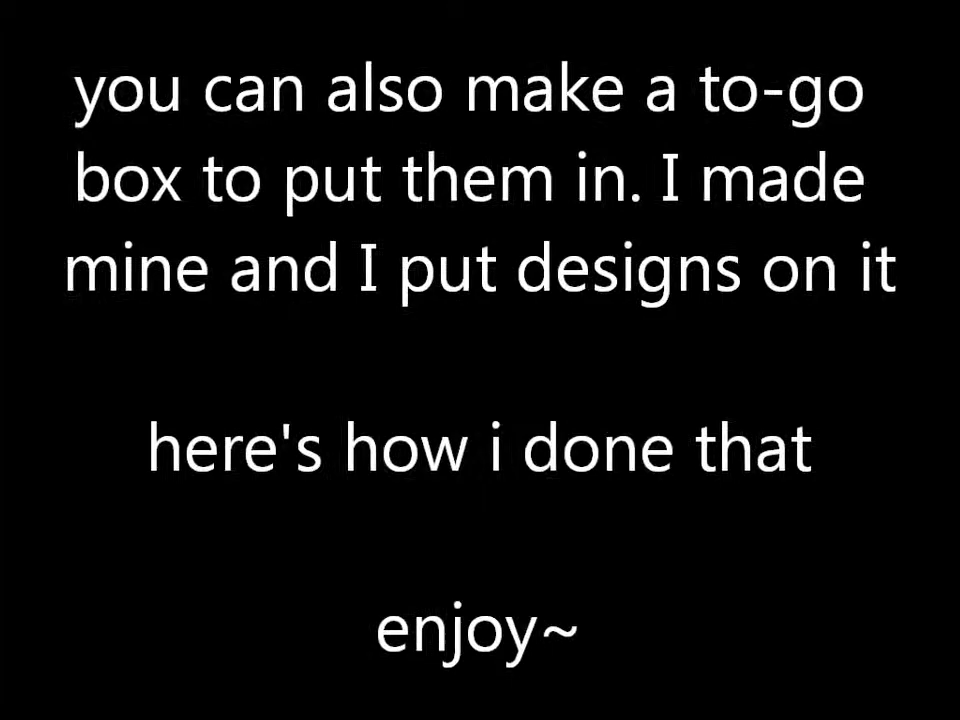 you can also make a to-go
box to put them in. I made
mine and I put designs on it
here's how i done that
enjoy~